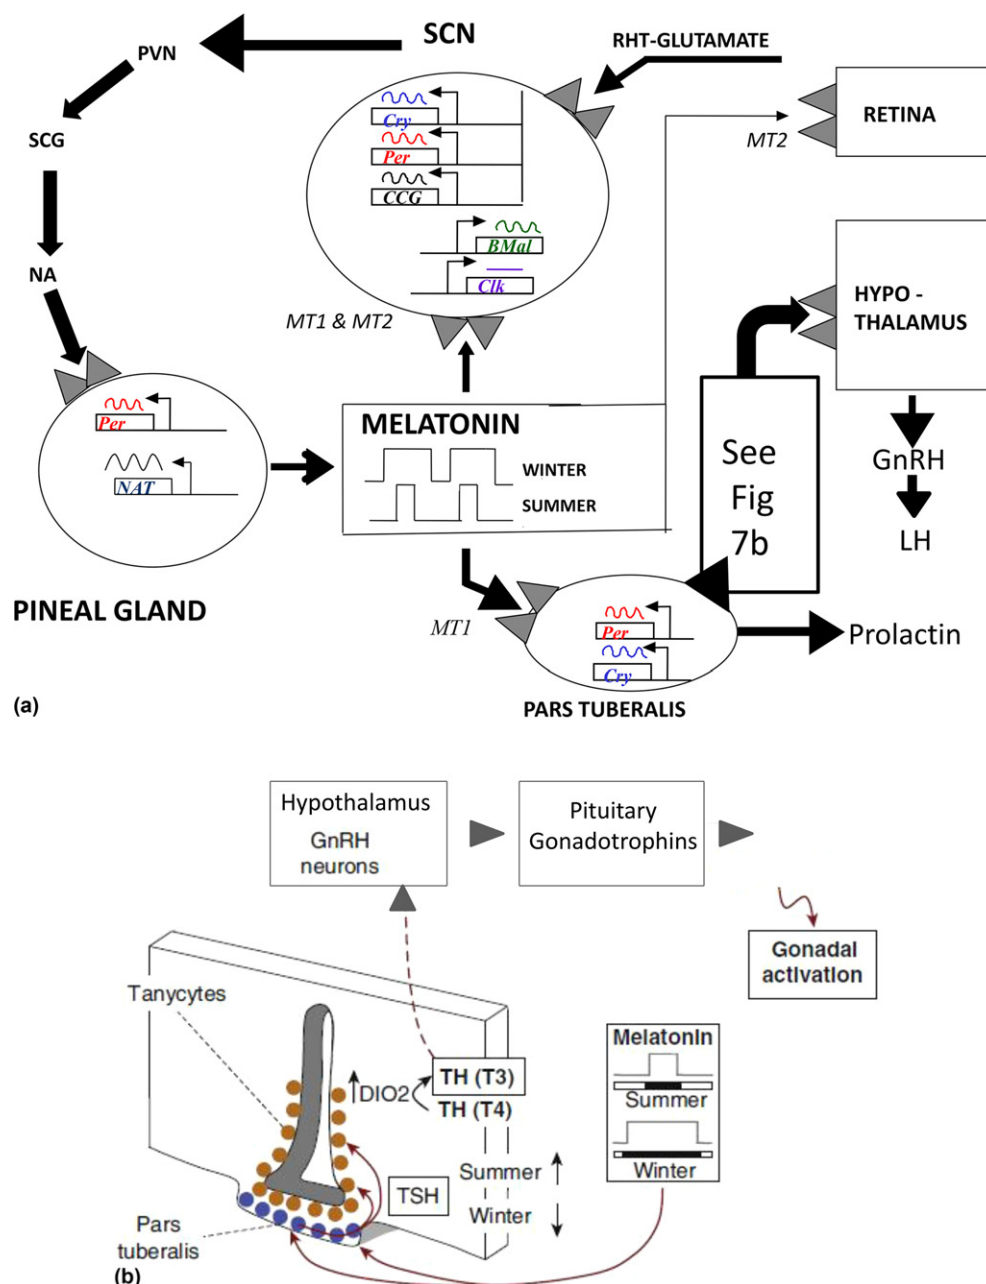 SCN
RHT-GLUTAMATE
PVN
RETINA
MT2
SCG
Cry
Per
CCG
BMal
Clk
NA
MT1 & MT2
HYPO -
THALAMUS
Per
NAT
MELATONIN
WINTER
SUMMER
See
Fig
7b
GnRH
LH
PINEAL GLAND
MT1
Per
Cry
Prolactin
(a)
PARS TUBERALIS
Hypothalamus
GnRH
neurons
Pituitary
Gonadotrophins
Gonadal
activation
Tanycytes
DIO2
TH (T3)
TH (T4)
MelatonIn
Summer
Winter
TSH
Summer
Winter
Pars
tuberalis
(b)